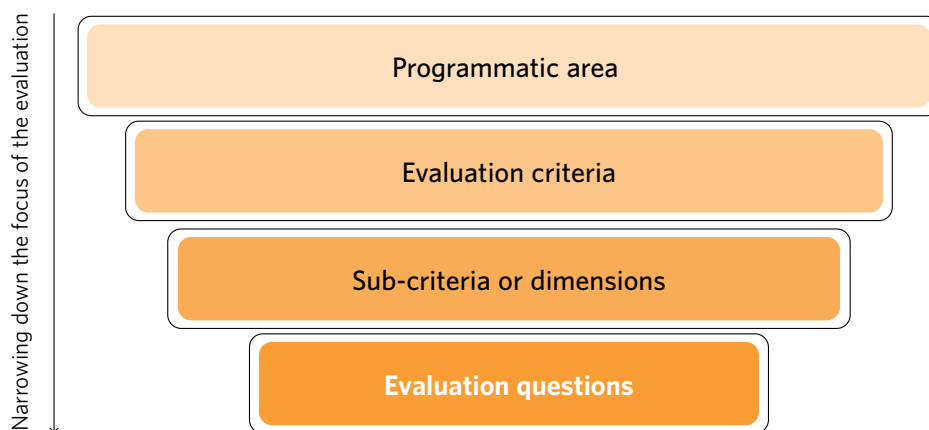 Narrowing down the focus of the evaluation
Programmatic area
Evaluation criteria
Sub-criteria or dimensions
Evaluation questions